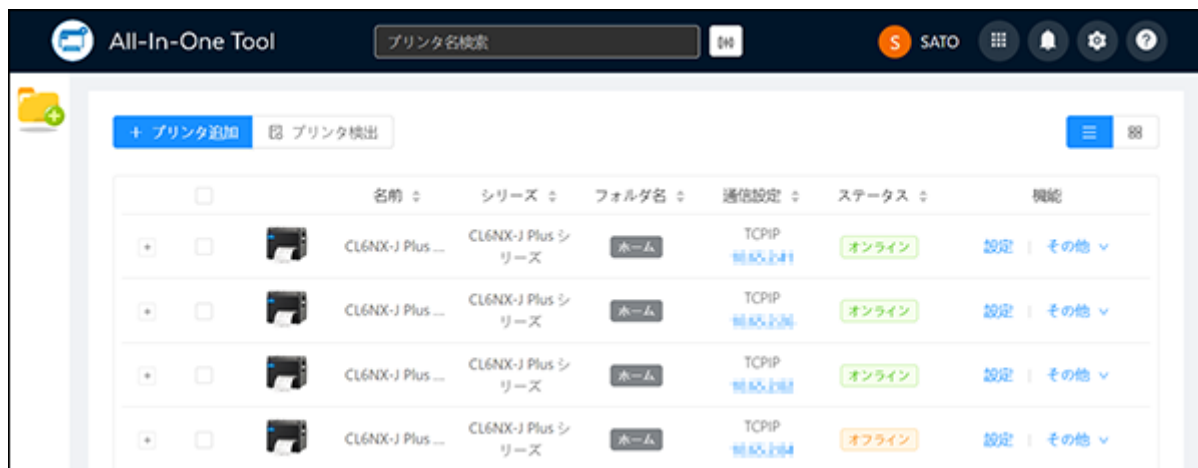 All-In-One Tool
プリンタ名検索
S SATO
+ プリンタ追加
プリンタ検出
名前 シリーズ フォルダ名 通信設定 ステータス 機能
CL6NX-J Plus ... CL6NX-J Plus シ TCPIP
リーズ ホーム オンライン 設定 その他
CL6NX-J Plus ... CL6NX-J Plus シ TCPIP
リーズ ホーム オンライン 設定 その他
CL6NX-J Plus ... CL6NX-J Plus シ TCPIP
リーズ ホーム オンライン 設定 その他
CL6NX-J Plus ... CL6NX-J Plus シ TCPIP
リーズ ホーム オフライン 設定 その他